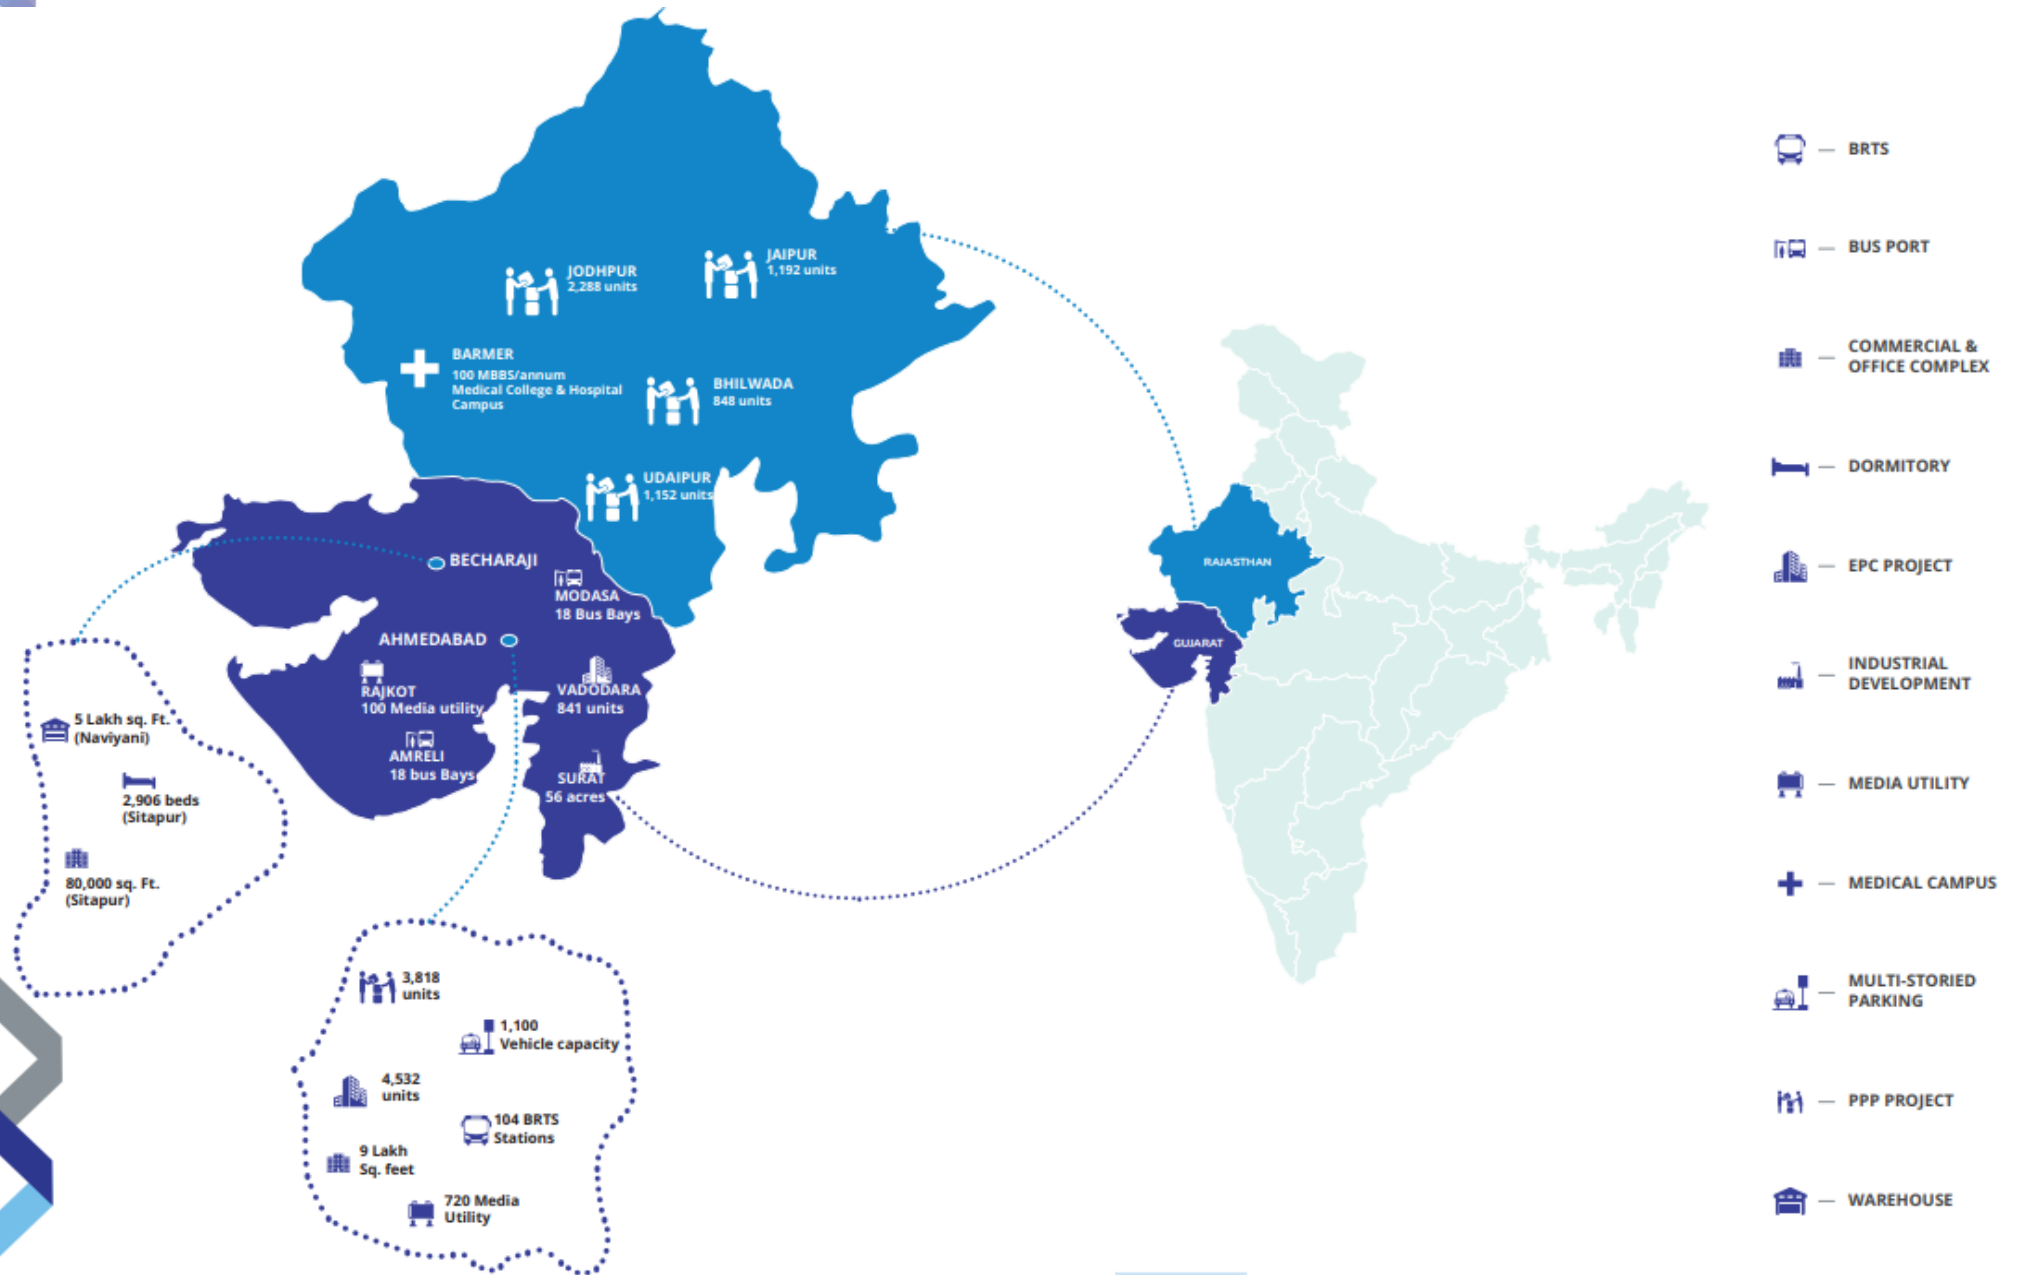 JODHPUR
2,288 units
JAIPUR
1,192 units
BARMER
100 MBBS/annum
Medical College & Hospital
Campus
BHILWADA
848 units
UDAIPUR
1,152 units
BECHARAJI
MODASA
18 Bus Bays
AHMEDABAD
RAJKOT
100 Media utility
VADODARA
841 units
AMRELI
18 bus Bays
SURAT
56 acres
5 Lakh sq. Ft.
(Naviyani)
2,906 beds
(Sitapur)
80,000 sq. Ft.
(Sitapur)
3,818
units
1,100
Vehicle capacity
4,532
units
104 BRTS
Stations
9 Lakh
Sq. feet
720 Media
Utility
RAJASTHAN
GUJARAT
— BRTS
— BUS PORT
— COMMERCIAL &
OFFICE COMPLEX
— DORMITORY
— EPC PROJECT
— INDUSTRIAL
DEVELOPMENT
— MEDIA UTILITY
— MEDICAL CAMPUS
— MULTI-STORIED
PARKING
— PPP PROJECT
— WAREHOUSE